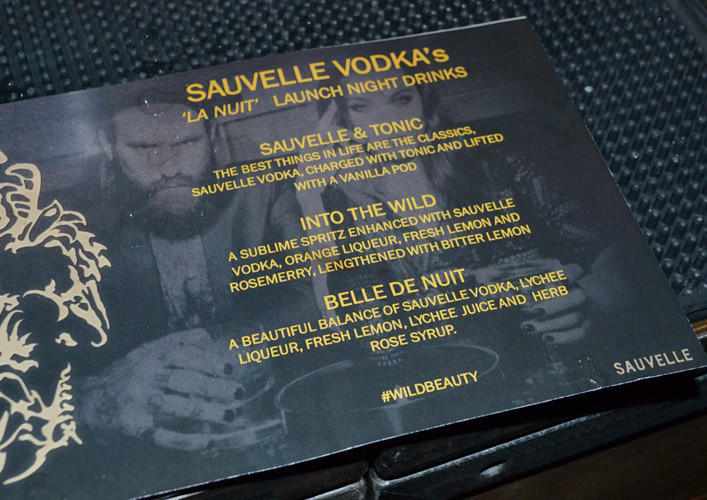 SAUVELLE VODKA's
'LA NUIT' LAUNCH NIGHT DRINKS
SAUVELLE & TONIC
THE BEST THINGS IN LIFE ARE THE CLASSICS,
SAUVELLE VODKA, CHARGED WITH TONIC AND LIFTED
WITH A VANILLA POD
INTO THE WILD
A SUBLIME SPRITZ ENHANCED WITH SAUVELLE
VODKA, ORANGE LIQUEUR, FRESH LEMON AND
ROSEMERRY, LENGTHENED WITH BITTER LEMON
BELLE DE NUIT
A BEAUTIFUL BALANCE OF SAUVELLE VODKA, LYCHEE
LIQUEUR, FRESH LEMON, LYCHEE JUICE AND HERB
ROSE SYRUP.
#WILDBEAUTY
SAUVELLE